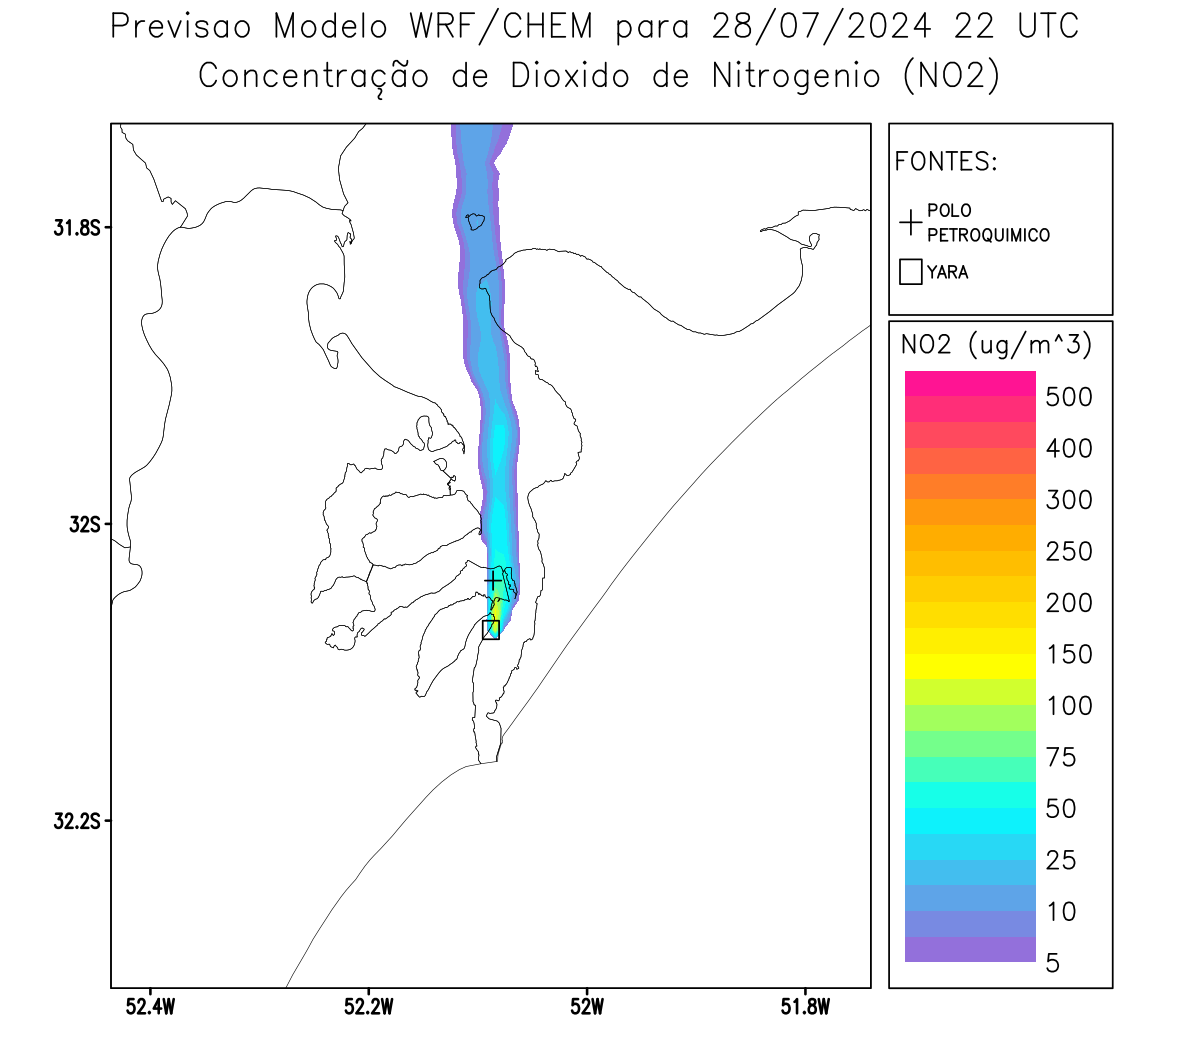 Previsao Modelo WRF/CHEM para 28/07/2024 22 UTC
Concentração de Dioxido de Nitrogenio (NO2)
FONTES:
POLO
PETROQUIMICO
YARA
NO2 (ug/m^3)
500
400
300
250
200
150
100
75
50
25
10
5
31.8S
32S
32.2S
52.4W
52.2W
52W
51.8W